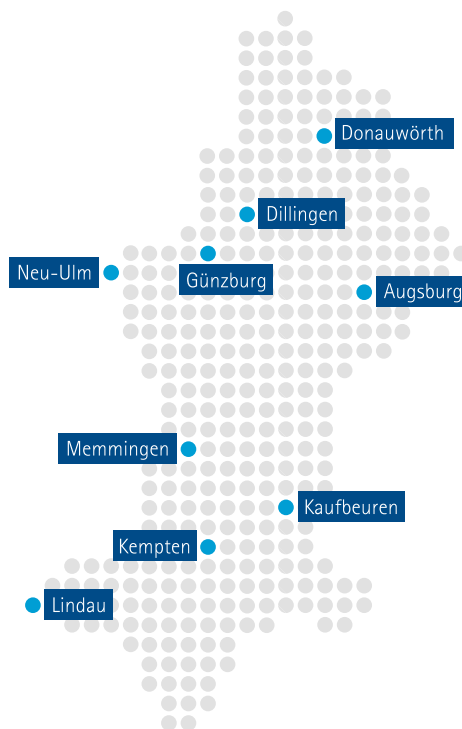 Donauwörth
Dillingen
Neu-Ulm
Günzburg
Augsburg
Memmingen
Kaufbeuren
Kempten
Lindau